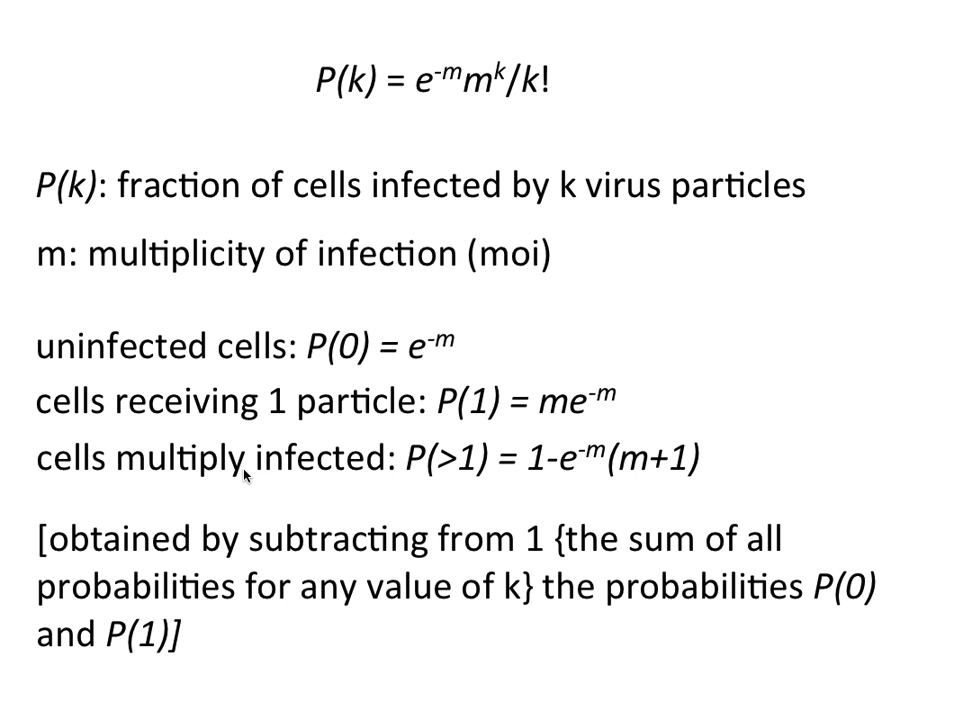 P(k) = e⁻ᵐmᵏ/k!
P(k): fraction of cells infected by k virus particles
m: multiplicity of infection (moi)
uninfected cells: P(0) = e⁻ᵐ
cells receiving 1 particle: P(1) = me⁻ᵐ
cells multiply infected: P(>1) = 1-e⁻ᵐ(m+1)
[obtained by subtracting from 1 {the sum of all
probabilities for any value of k} the probabilities P(0)
and P(1)]